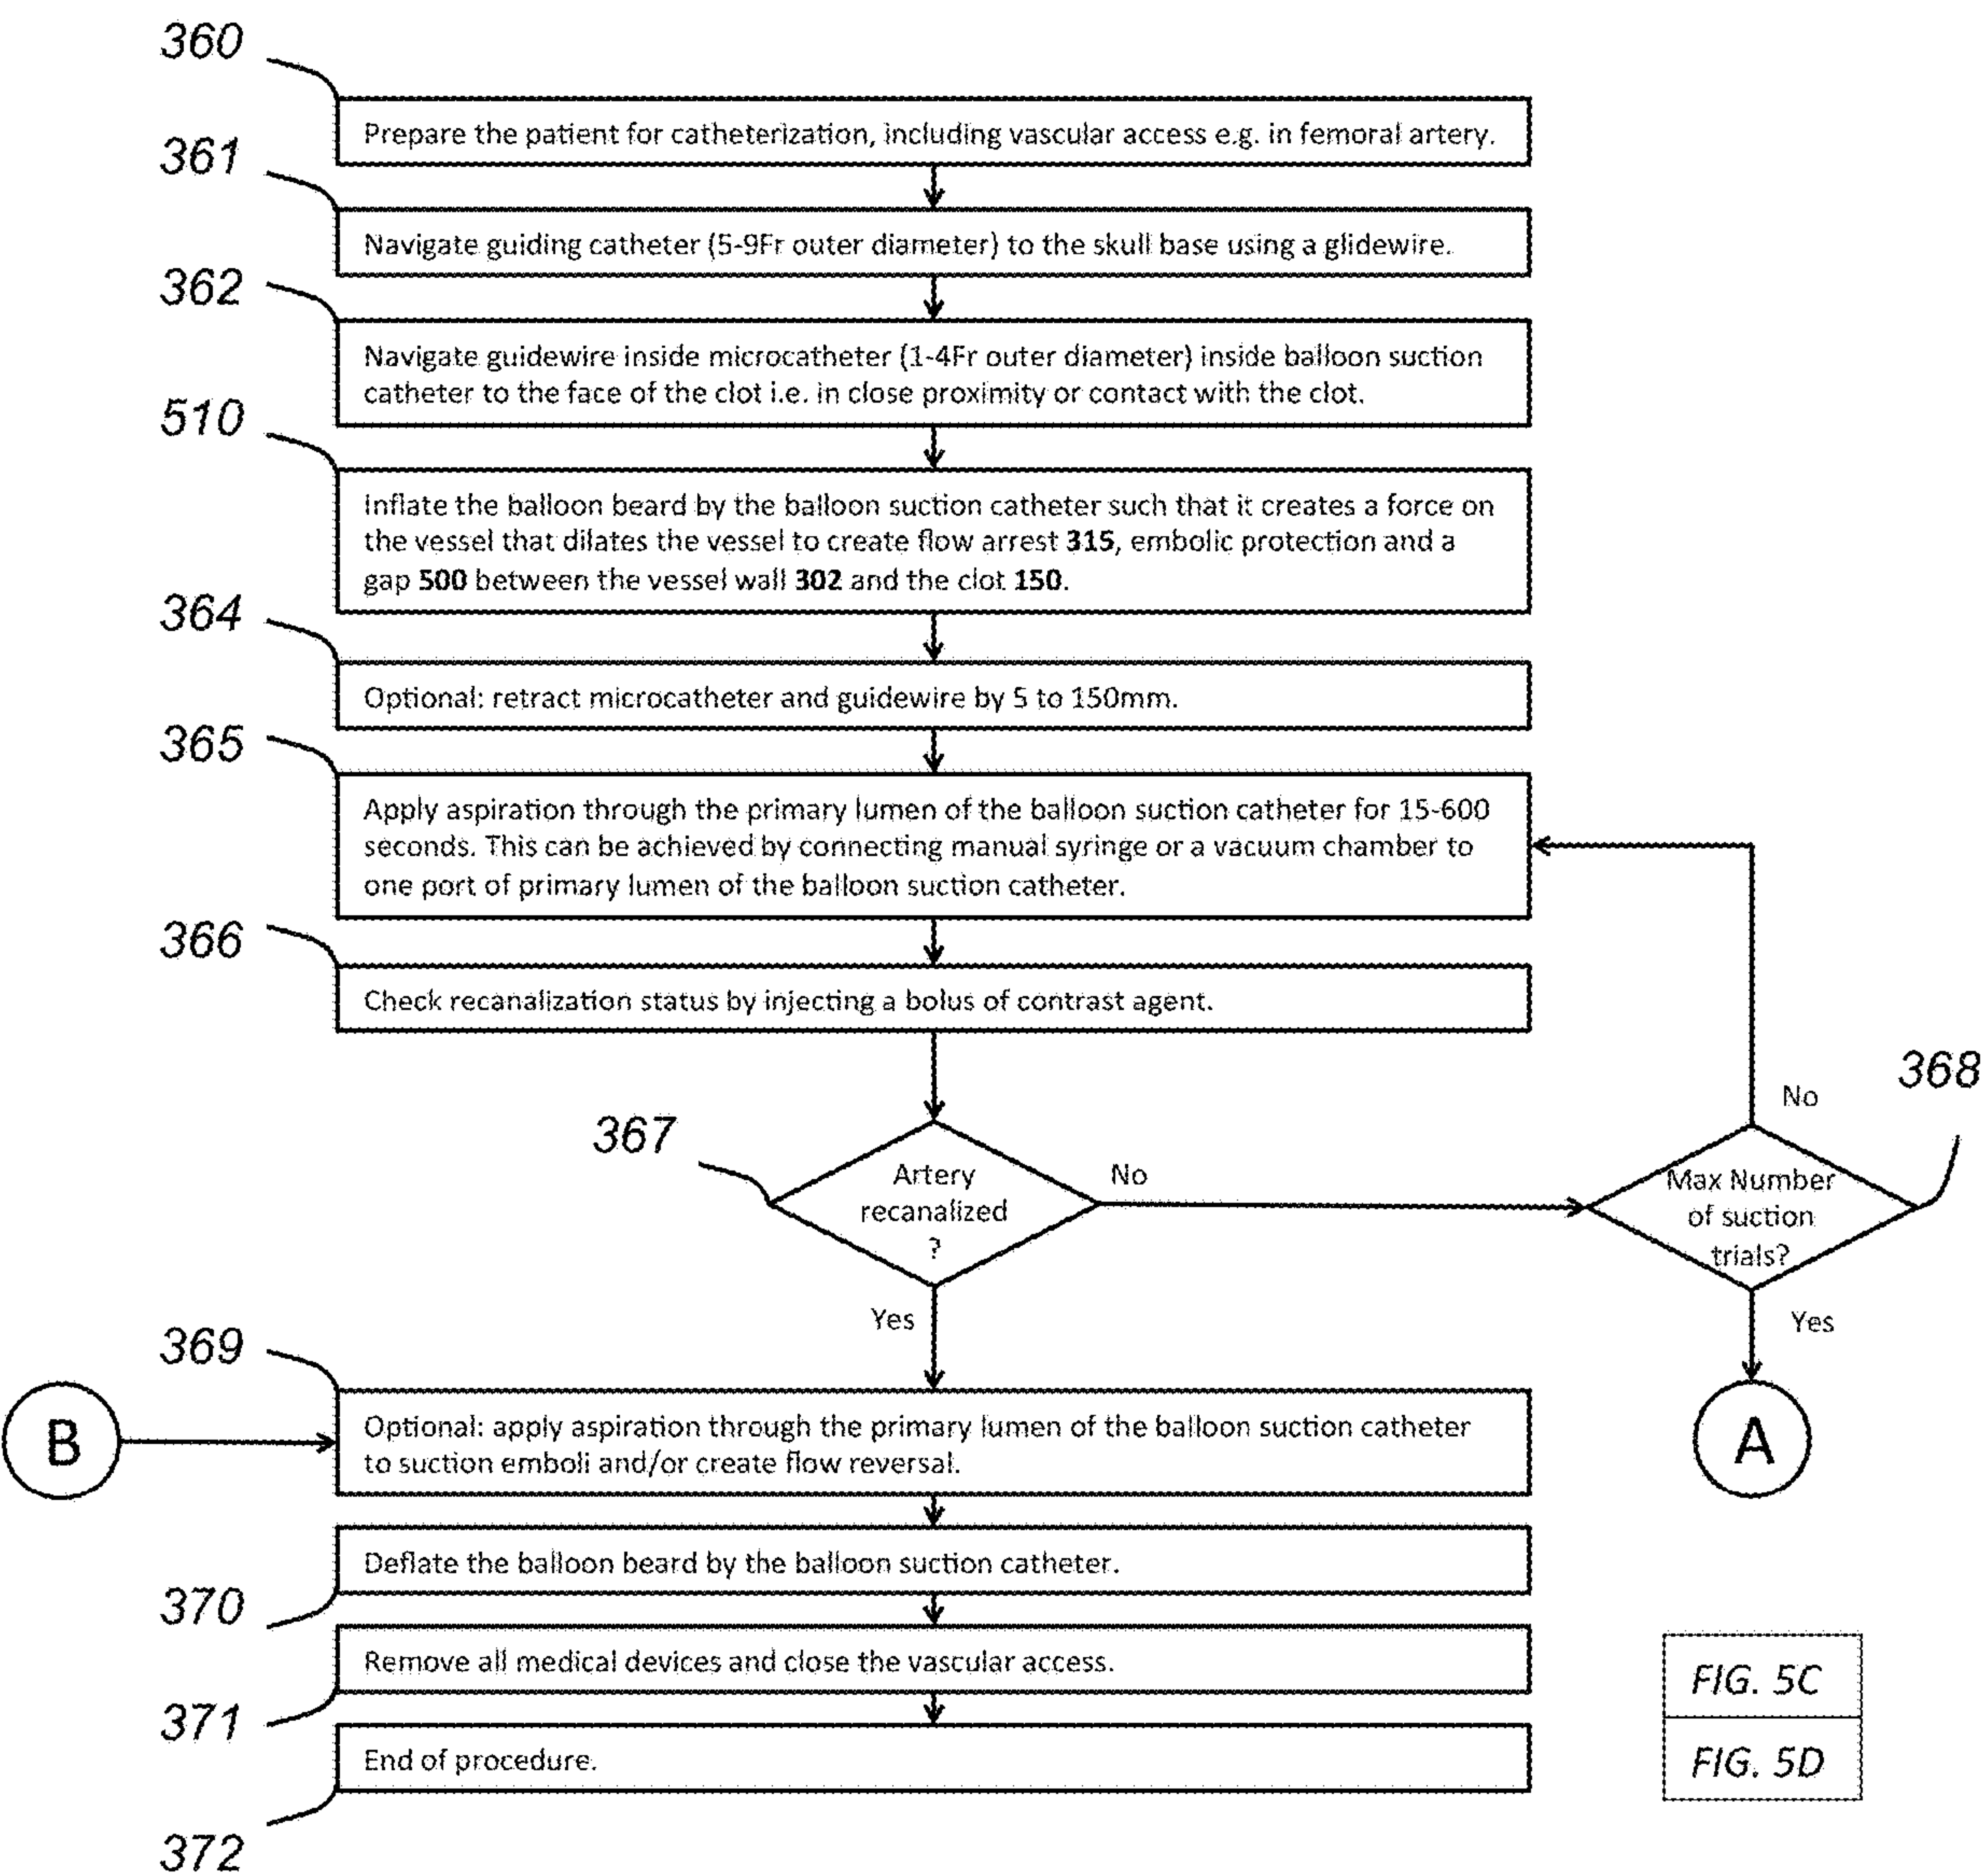 360
Prepare the patient for catheterization, including vascular access e.g. in femoral artery.
361
Navigate guiding catheter (5-9Fr outer diameter) to the skull base using a glidewire.
362
Navigate guidewire inside microcatheter (1-4Fr outer diameter) inside balloon suction
catheter to the face of the clot i.e. in close proximity or contact with the clot.
510
Inflate the balloon beard by the balloon suction catheter such that it creates a force on
the vessel that dilates the vessel to create flow arrest 315, embolic protection and a
gap 500 between the vessel wall 302 and the clot 150.
364
Optional: retract microcatheter and guidewire by 5 to 150mm.
365
Apply aspiration through the primary lumen of the balloon suction catheter for 15-600
seconds. This can be achieved by connecting manual syringe or a vacuum chamber to
one port of primary lumen of the balloon suction catheter.
366
Check recanalization status by injecting a bolus of contrast agent.
367
Artery
recanalized
?
No
Yes
368
Max Number
of suction
trials?
No
Yes
A
369
B
Optional: apply aspiration through the primary lumen of the balloon suction catheter
to suction emboli and/or create flow reversal.
370
Deflate the balloon beard by the balloon suction catheter.
371
Remove all medical devices and close the vascular access.
372
End of procedure.
FIG. 5C
FIG. 5D